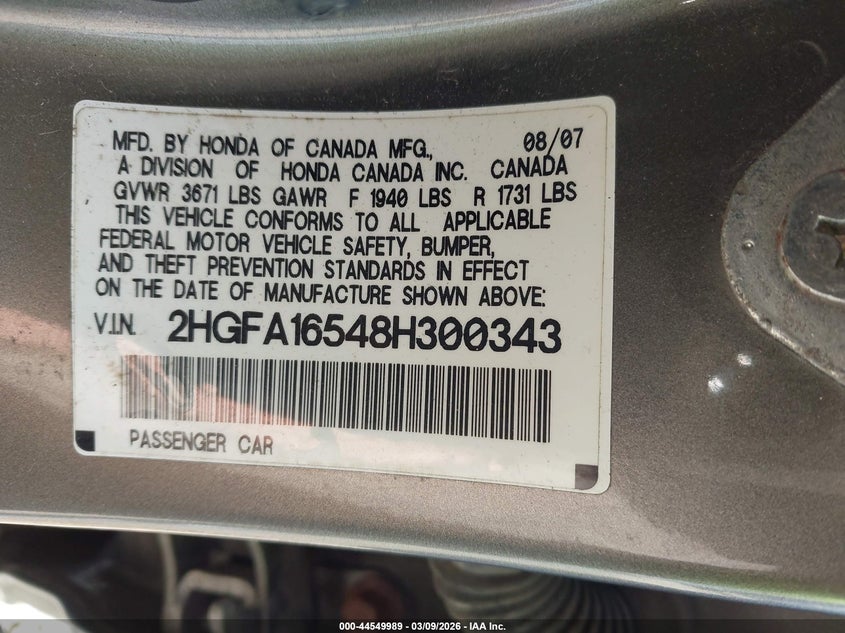 MFD. BY HONDA OF CANADA MFG., 08/07
A DIVISION OF HONDA CANADA INC. CANADA
GVWR 3671 LBS GAWR F 1940 LBS R 1731 LBS
THIS VEHICLE CONFORMS TO ALL APPLICABLE
FEDERAL MOTOR VEHICLE SAFETY, BUMPER,
AND THEFT PREVENTION STANDARDS IN EFFECT
ON THE DATE OF MANUFACTURE SHOWN ABOVE:
V.I.N. 2HGFA16548H300343
PASSENGER CAR
000-44549989 - 03/09/2026 - IAA Inc.